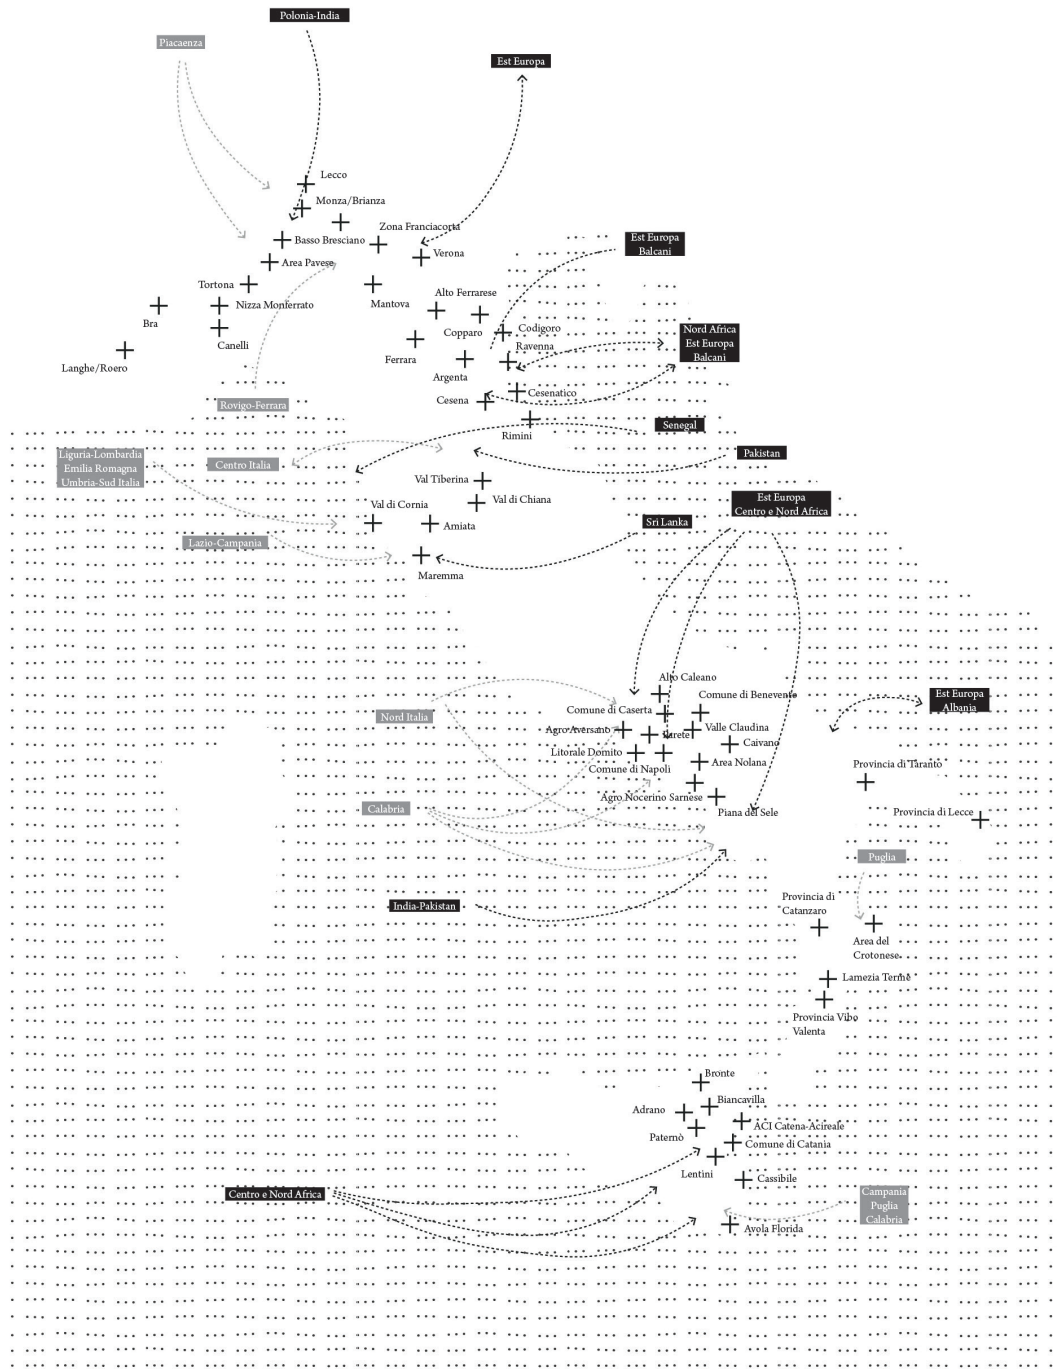 Polonia-India
Piacaenza
Est Europa
Lecco
Monza/Brianza
Zona Franciacorta
Basso Bresciano
Verona
Est Europa
Balcani
Area Pavese
Tortona
Alto Ferrarese
Mantova
Nizza Monferrato
Bra
Canelli
Copparo
Codigoro
Nord Africa
Est Europa
Balcani
Ravenna
Ferrara
Langhe/Roero
Argenta
Cesenatico
Cesena
Rovigo-Ferrara
Senegal
Rimini
Liguria-Lombardia
Emilia Romagna
Umbria-Sud Italia
Centro Italia
Pakistan
Val Tiberina
Val di Chiana
Est Europa
Centro e Nord Africa
Val di Cornia
Amiata
Sri Lanka
Lazio-Campania
Maremma
Alto Caleano
Comune di Benevento
Est Europa
Albania
Nord Italia
Comune di Caserta
Agro Aversano
Valle Claudina
Caivano
Litorale Domito
Area Nolana
Comune di Napoli
Provincia di Taranto
Agro Nocerino Sarnese
Calabria
Piana del Sele
Provincia di Lecce
Puglia
India-Pakistan
Provincia di
Catanzaro
Area del
Crotonese
Lamezia Terme
Provincia Vibo
Valenta
Bronte
Biancavilla
Adrano
ACI Catena-Acireale
Paternò
Comune di Catania
Lentini
Cassibile
Centro e Nord Africa
Campania
Puglia
Calabria
Avola Florida